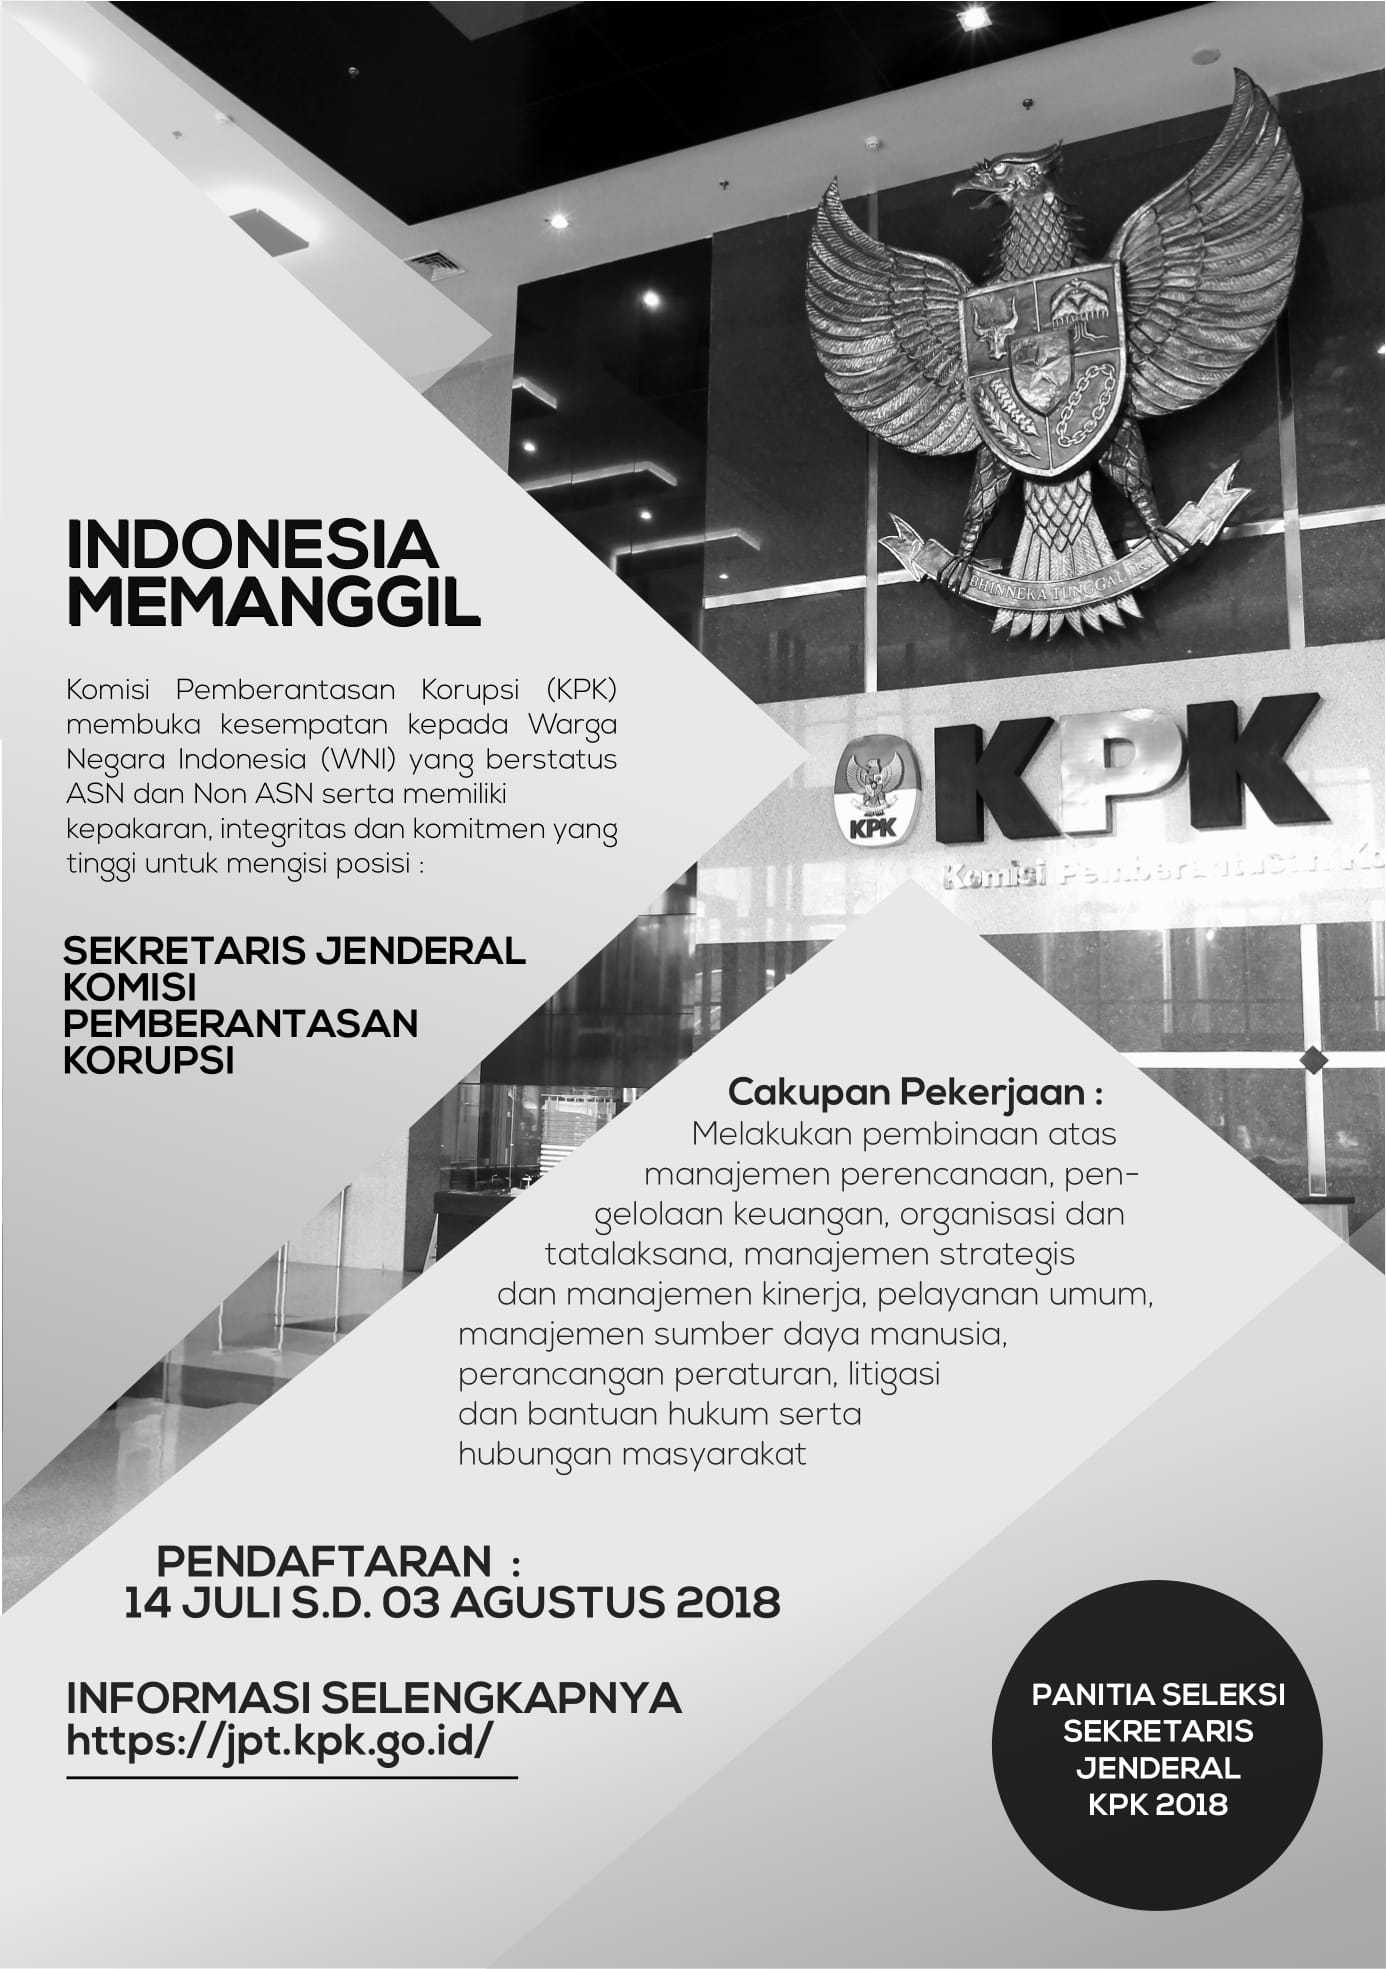 BHINNEKA TUNGGAL IKA
KPK
KPK
Komisi Pemberantasan Ko
INDONESIA
MEMANGGIL
Komisi Pemberantasan Korupsi (KPK)
membuka kesempatan kepada Warga
Negara Indonesia (WNI) yang berstatus
ASN dan Non ASN serta memiliki
kepakaran, integritas dan komitmen yang
tinggi untuk mengisi posisi :
SEKRETARIS JENDERAL
KOMISI
PEMBERANTASAN
KORUPSI
Cakupan Pekerjaan :
Melakukan pembinaan atas
manajemen perencanaan, pen-
gelolaan keuangan, organisasi dan
tatalaksana, manajemen strategis
dan manajemen kinerja, pelayanan umum,
manajemen sumber daya manusia,
perancangan peraturan, litigasi
dan bantuan hukum serta
hubungan masyarakat
PENDAFTARAN :
14 JULI S.D. 03 AGUSTUS 2018
INFORMASI SELENGKAPNYA
https://jpt.kpk.go.id/
PANITIA SELEKSI
SEKRETARIS
JENDERAL
KPK 2018